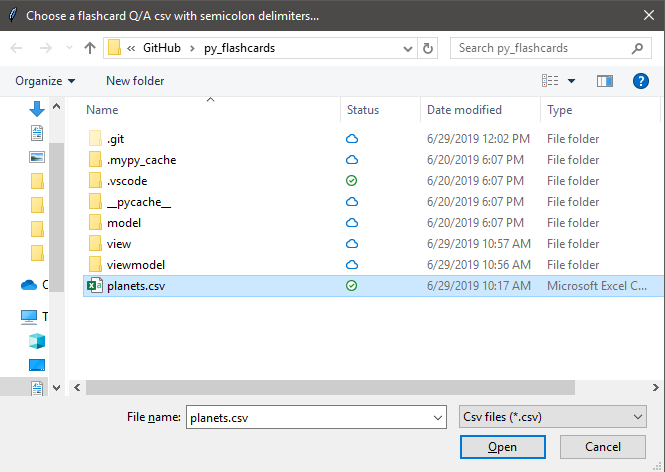 Choose a flashcard Q/A csv with semicolon delimiters...
« GitHub › py_flashcards
Search py_flashcards
Organize New folder
Name Status Date modified Type
.git 6/29/2019 12:02 PM File folder
.mypy_cache 6/20/2019 6:07 PM File folder
.vscode 6/20/2019 6:07 PM File folder
__pycache__ 6/20/2019 6:07 PM File folder
model 6/20/2019 6:07 PM File folder
view 6/29/2019 10:57 AM File folder
viewmodel 6/29/2019 10:56 AM File folder
planets.csv 6/29/2019 10:17 AM Microsoft Excel C...
File name: planets.csv Csv files (*.csv)
Open Cancel